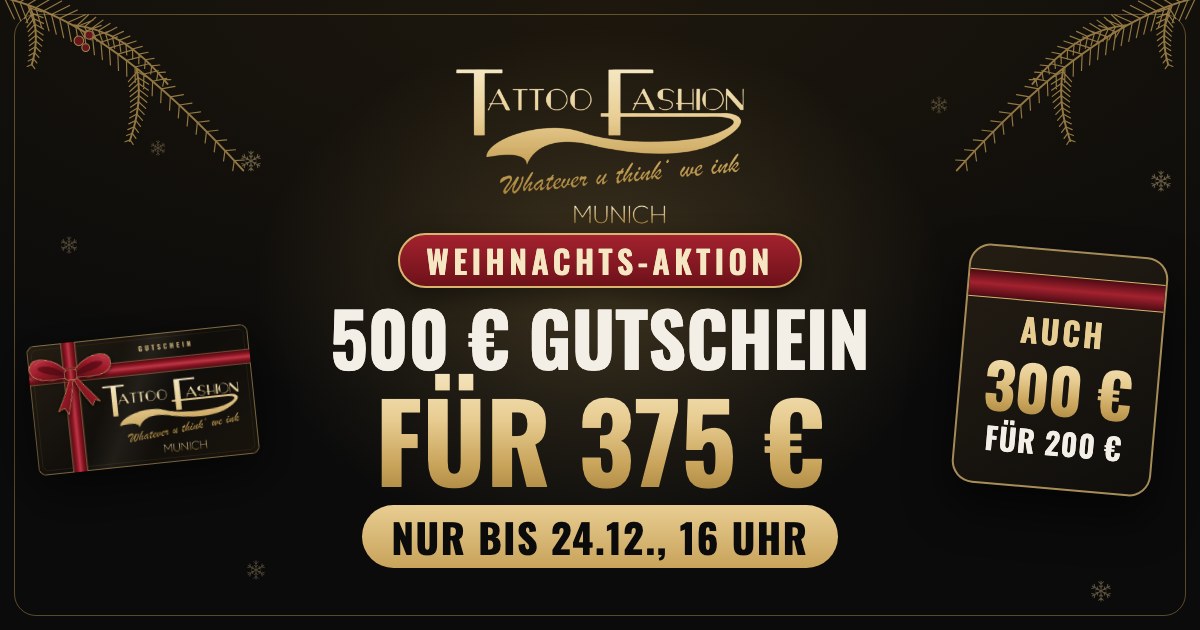 TATTOO FASHION
Whatever u think' we ink
MUNICH
WEIHNACHTS-AKTION
500 € GUTSCHEIN
FÜR 375 €
NUR BIS 24.12., 16 UHR
GUTSCHEIN
TATTOO FASHION
Whatever u think' we ink
MUNICH
AUCH
300 €
FÜR 200 €